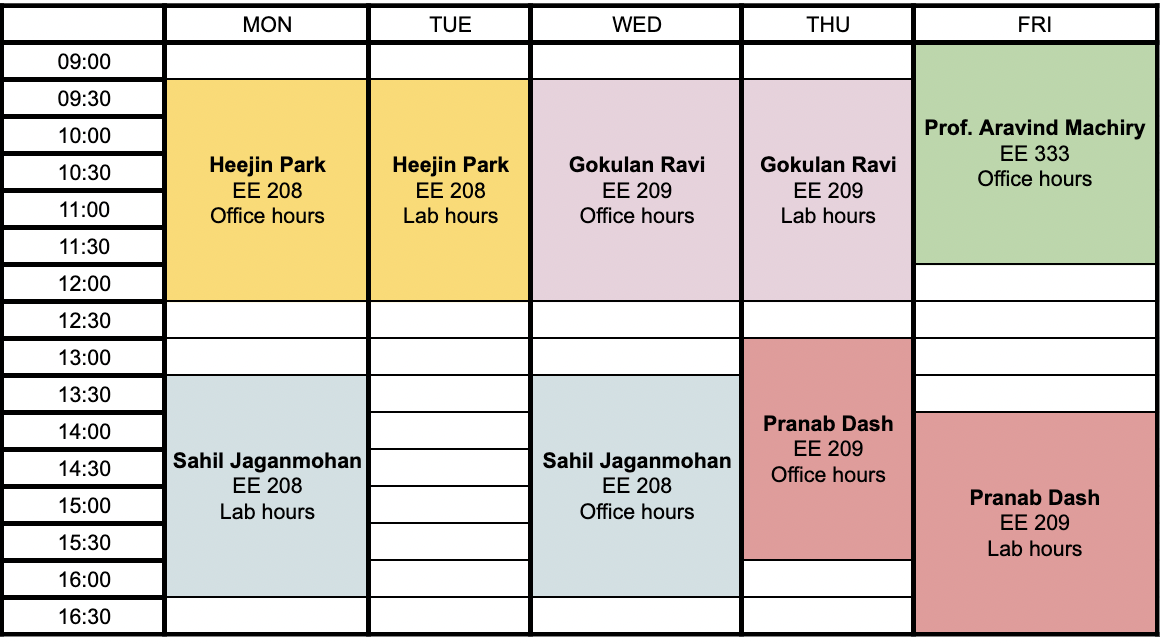 MON TUE WED THU FRI
09:00
09:30
10:00
10:30
11:00
11:30
12:00
12:30
13:00
13:30
14:00
14:30
15:00
15:30
16:00
16:30
Heejin Park
EE 208
Office hours
Sahil Jaganmohan
EE 208
Lab hours
Heejin Park
EE 208
Lab hours
Gokulan Ravi
EE 209
Office hours
Sahil Jaganmohan
EE 208
Office hours
Gokulan Ravi
EE 209
Lab hours
Pranab Dash
EE 209
Office hours
Prof. Aravind Machiry
EE 333
Office hours
Pranab Dash
EE 209
Lab hours